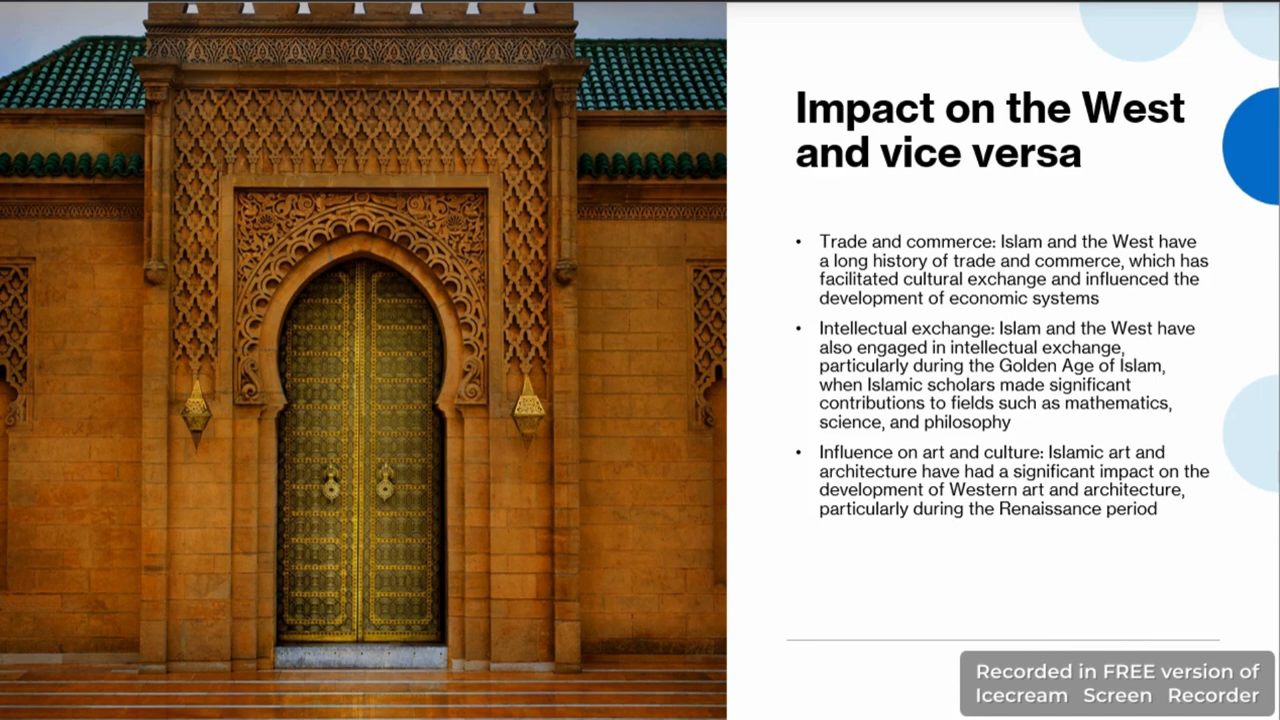 Impact on the West
and vice versa
• Trade and commerce: Islam and the West have
a long history of trade and commerce, which has
facilitated cultural exchange and influenced the
development of economic systems
• Intellectual exchange: Islam and the West have
also engaged in intellectual exchange,
particularly during the Golden Age of Islam,
when Islamic scholars made significant
contributions to fields such as mathematics,
science, and philosophy
• Influence on art and culture: Islamic art and
architecture have had a significant impact on the
development of Western art and architecture,
particularly during the Renaissance period
Recorded in FREE version of
Icecream Screen Recorder